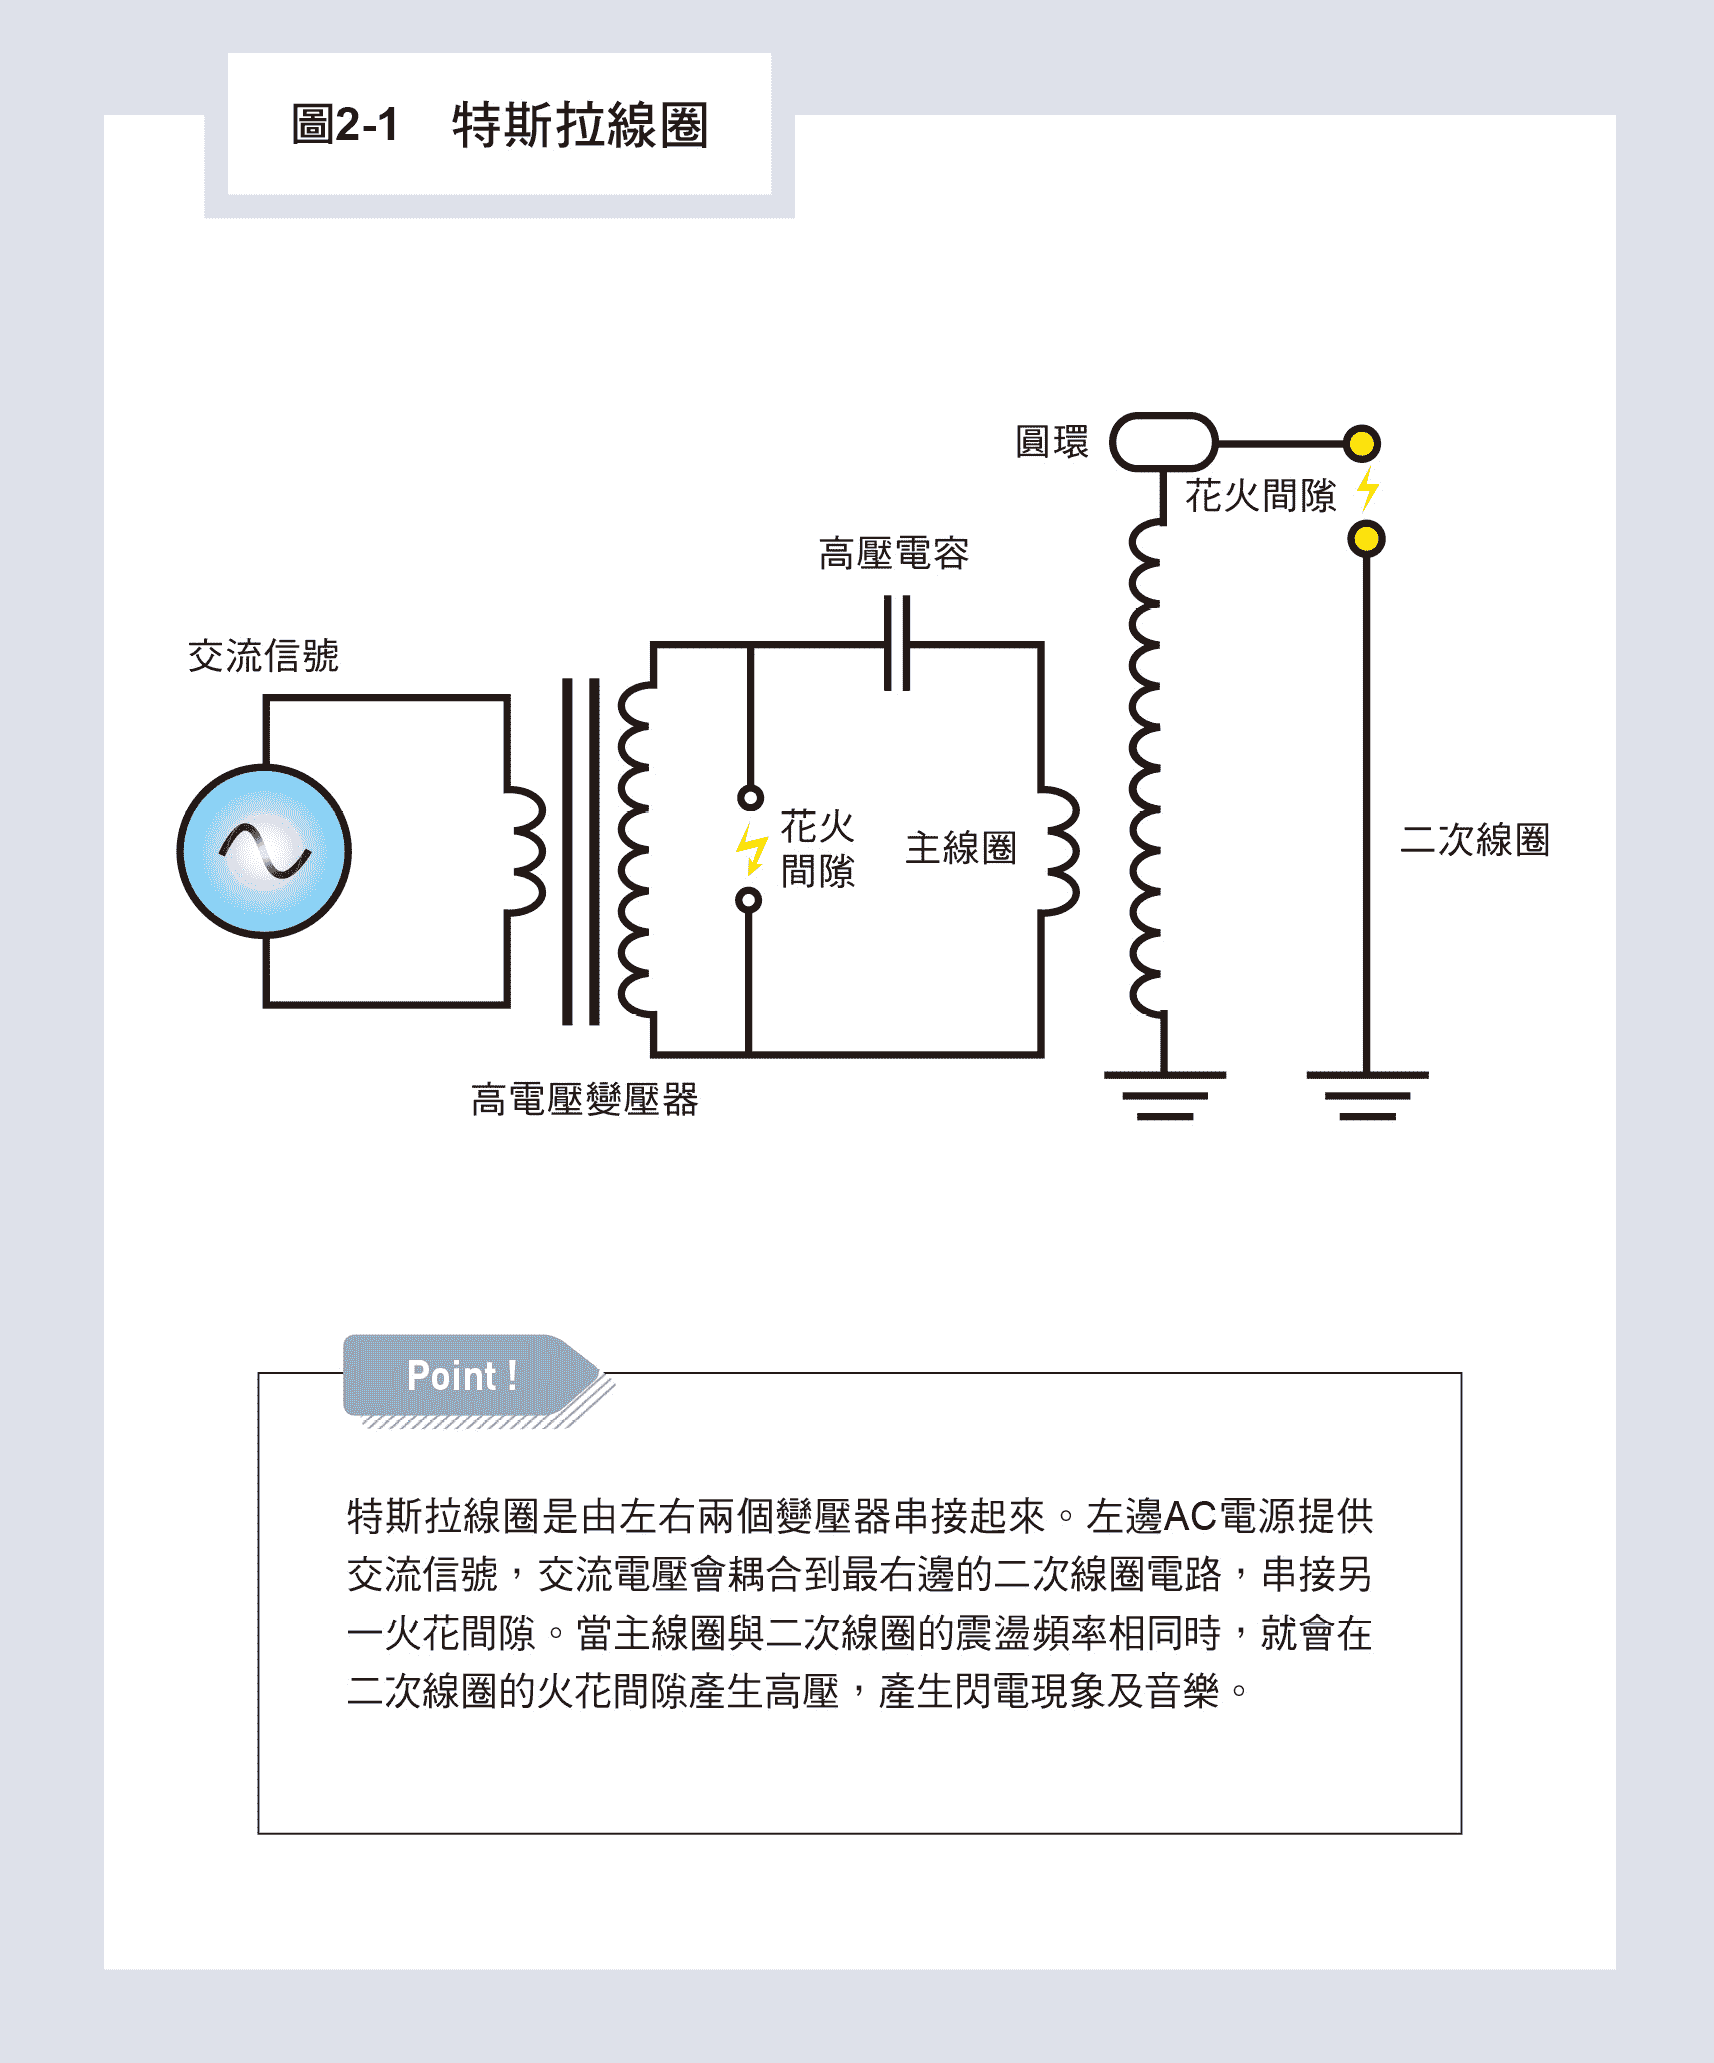 圖2-1 特斯拉線圈
圓環
花火間隙
高壓電容
交流信號
花火
間隙
主線圈
二次線圈
高電壓變壓器
Point !
特斯拉線圈是由左右兩個變壓器串接起來。左邊AC電源提供
交流信號，交流電壓會耦合到最右邊的二次線圈電路，串接另
一火花間隙。當主線圈與二次線圈的震盪頻率相同時，就會在
二次線圈的火花間隙產生高壓，產生閃電現象及音樂。